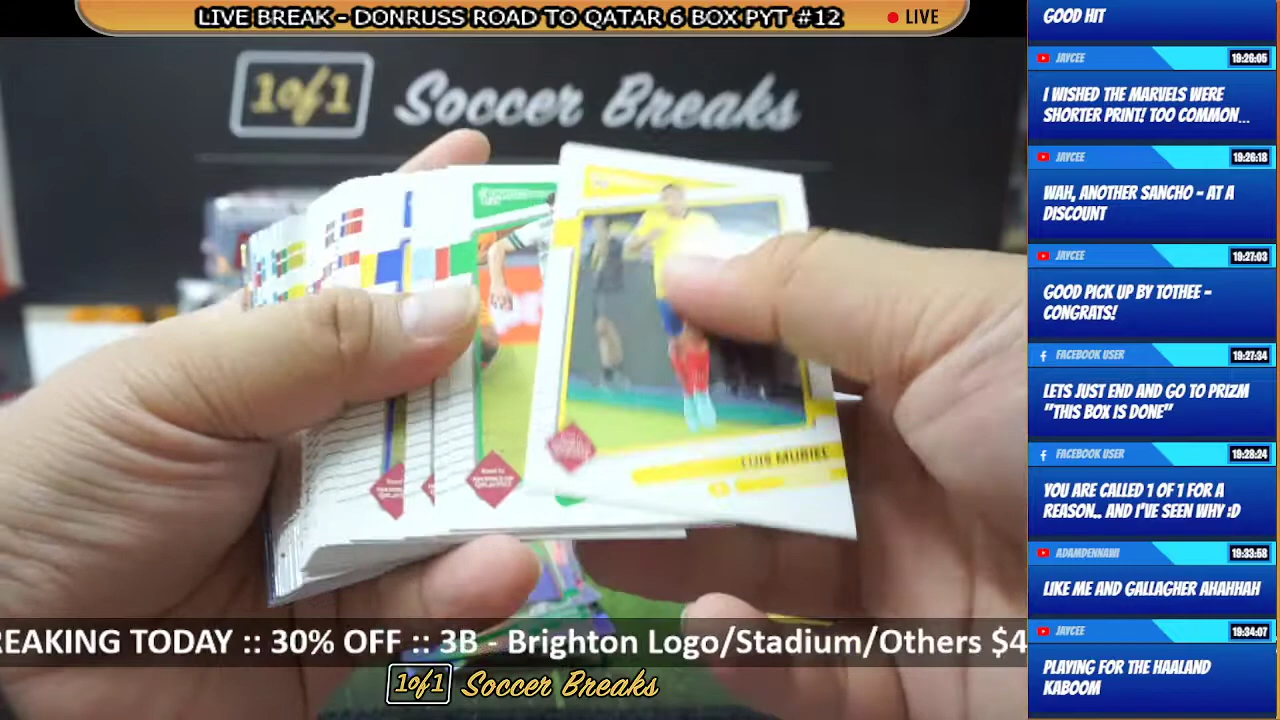 LIVE BREAK - DONRUSS ROAD TO QATAR 6 BOX PYT #12
LIVE
1of1 Soccer Breaks
LUIS MURIEL
REAKING TODAY :: 30% OFF :: 3B - Brighton Logo/Stadium/Others $4
1of1 Soccer Breaks
GOOD HIT
JAYCEE 19:26:05
I WISHED THE MARVELS WERE
SHORTER PRINT! TOO COMMON...
JAYCEE 19:26:18
WAH, ANOTHER SANCHO - AT A
DISCOUNT
JAYCEE 19:27:03
GOOD PICK UP BY TOTHEE -
CONGRATS!
FACEBOOK USER 19:27:34
LETS JUST END AND GO TO PRIZM
"THIS BOX IS DONE"
FACEBOOK USER 19:28:24
YOU ARE CALLED 1 OF 1 FOR A
REASON.. AND I'VE SEEN WHY :D
ADAMDENNAWI 19:33:58
LIKE ME AND GALLAGHER AHAHHAH
JAYCEE 19:34:07
PLAYING FOR THE HAALAND
KABOOM